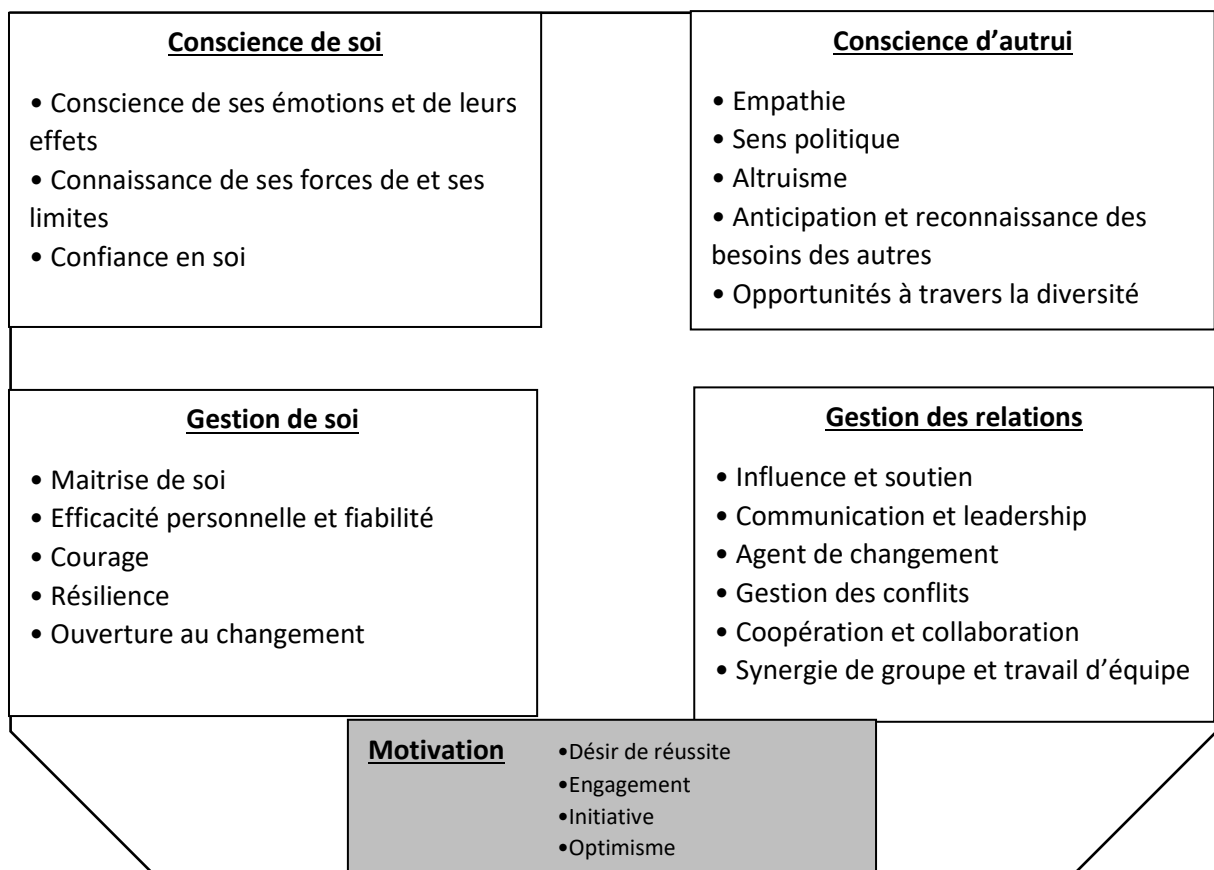 Conscience de soi
• Conscience de ses émotions et de leurs
effets
• Connaissance de ses forces de et ses
limites
• Confiance en soi
Conscience d’autrui
• Empathie
• Sens politique
• Altruisme
• Anticipation et reconnaissance des
besoins des autres
• Opportunités à travers la diversité
Gestion de soi
• Maitrise de soi
• Efficacité personnelle et fiabilité
• Courage
• Résilience
• Ouverture au changement
Gestion des relations
• Influence et soutien
• Communication et leadership
• Agent de changement
• Gestion des conflits
• Coopération et collaboration
• Synergie de groupe et travail d’équipe
Motivation
•Désir de réussite
•Engagement
•Initiative
•Optimisme